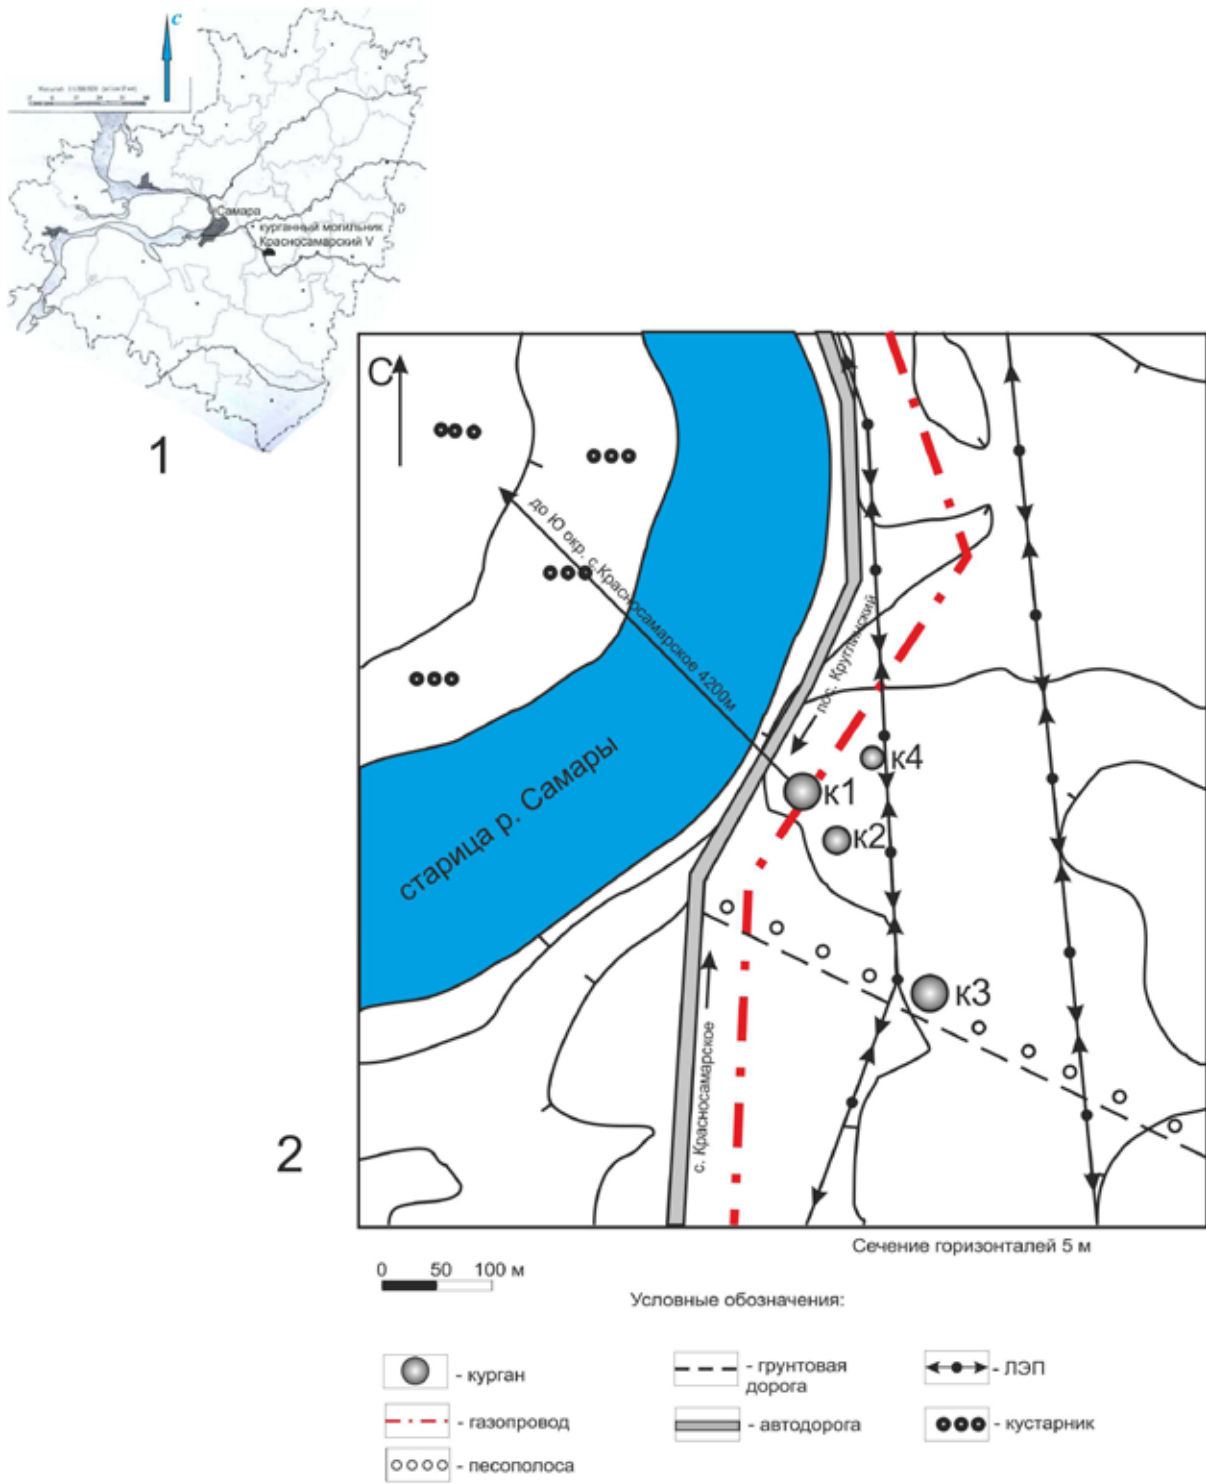 с
Самара
курганный могильник
Красносамарский V
1
С
до Ю окр. с.Красносамарское 4200м
пос. Круглинский
старица р. Самары
к4
к1
к2
к3
с. Красносамарское
2
Сечение горизонталей 5 м
0 50 100 м
Условные обозначения:
- курган
- грунтовая
дорога
- ЛЭП
- газопровод
- автодорога
- кустарник
- песополоса